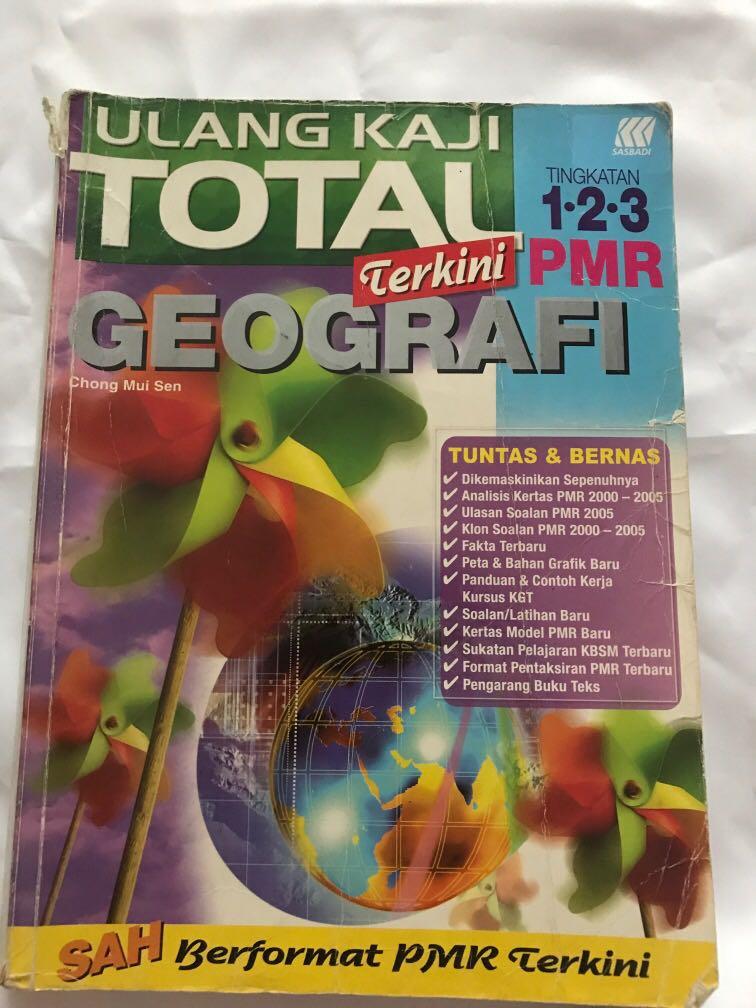 ULANG KAJI
TOTAL
Terkini
SASBADI
TINGKATAN
1•2•3
PMR
GEOGRAFI
Chong Mui Sen
TUNTAS & BERNAS
✓ Dikemaskinikan Sepenuhnya
✓ Analisis Kertas PMR 2000 – 2005
✓ Ulasan Soalan PMR 2005
✓ Klon Soalan PMR 2000 – 2005
✓ Fakta Terbaru
✓ Peta & Bahan Grafik Baru
✓ Panduan & Contoh Kerja
Kursus KGT
✓ Soalan/Latihan Baru
✓ Kertas Model PMR Baru
✓ Sukatan Pelajaran KBSM Terbaru
✓ Format Pentaksiran PMR Terbaru
✓ Pengarang Buku Teks
SAH Berformat PMR Terkini